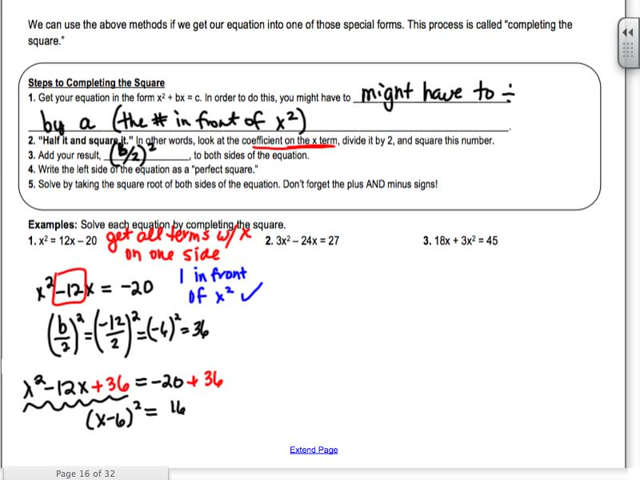 We can use the above methods if we get our equation into one of those special forms. This process is called "completing the
square."
Steps to Completing the Square
1. Get your equation in the form x² + bx = c. In order to do this, you might have to might have to ÷
by a (the # in front of x²).
2. "Half it and square it." In other words, look at the coefficient on the x term, divide it by 2, and square this number.
3. Add your result, (b/2)², to both sides of the equation.
4. Write the left side of the equation as a "perfect square."
5. Solve by taking the square root of both sides of the equation. Don't forget the plus AND minus signs!
Examples: Solve each equation by completing the square.
1. x² = 12x – 20 get all terms w/ x 2. 3x² – 24x = 27 3. 18x + 3x² = 45
on one side
x² -12x = -20 1 in front
of x² ✓
(b/2)² = (-12/2)² = (-6)² = 36
x² -12x + 36 = -20 + 36
(x-6)² = 16
Extend Page
Page 16 of 32